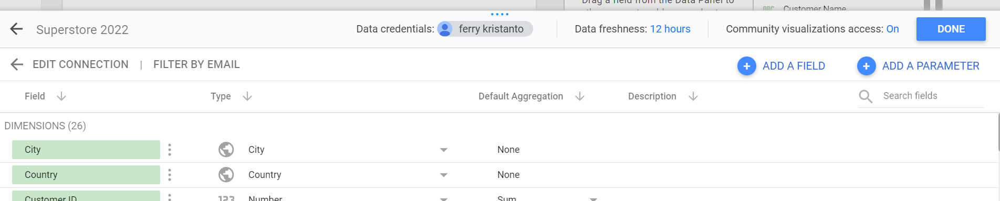 Drag a field from the Data Panel to
ABC Customer Name
Superstore 2022
Data credentials: ferry kristanto
Data freshness: 12 hours
Community visualizations access: On
DONE
EDIT CONNECTION | FILTER BY EMAIL
+ ADD A FIELD
+ ADD A PARAMETER
Field
Type
Default Aggregation
Description
Search fields
DIMENSIONS (26)
City
City
None
Country
Country
None
Customer ID
123 Number
Sum